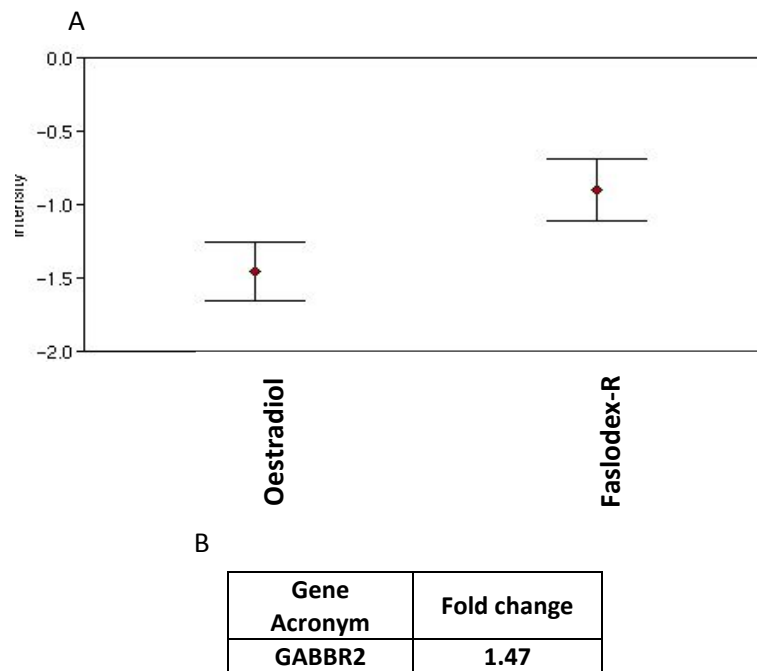 A
0.0
−0.5
−1.0
−1.5
−2.0
intensity
Oestradiol
Faslodex-R
B
Gene Acronym
Fold change
GABBR2
1.47